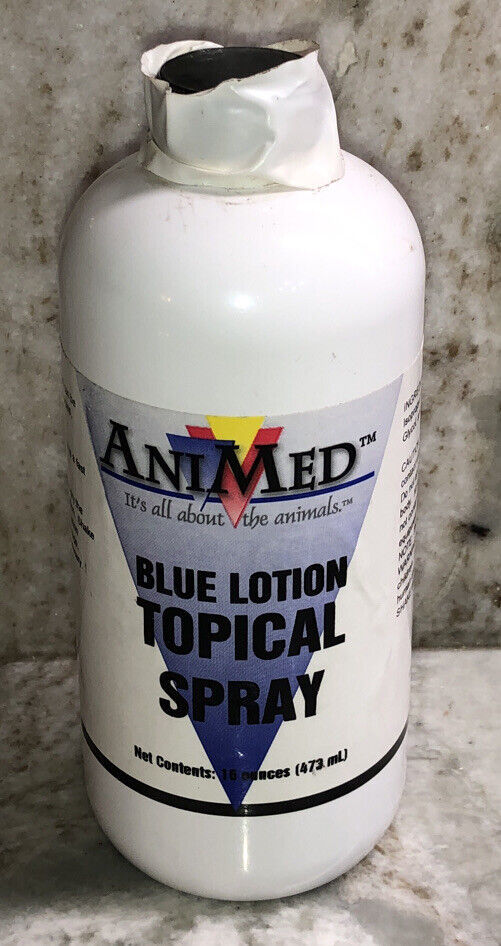 ANIMED™
It's all about the animals.™
BLUE LOTION
TOPICAL
SPRAY
Net Contents: 16 ounces (473 mL)